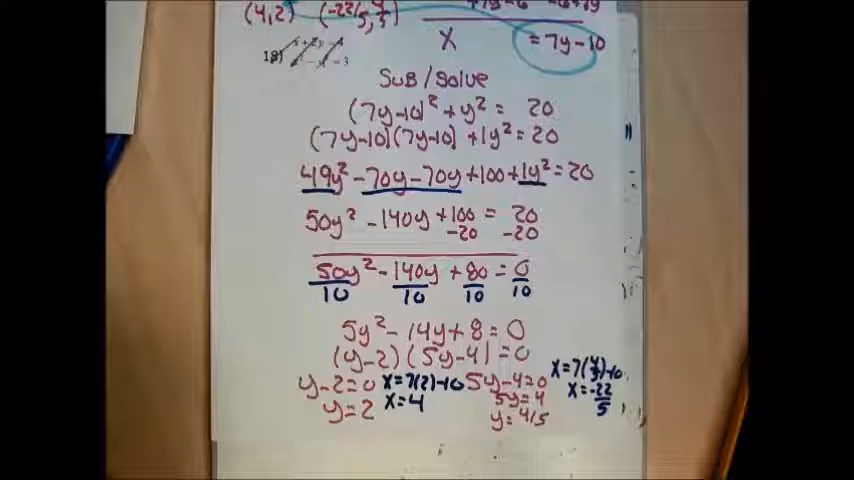 (4,2) (-22/5, 4/5)
X = 7y-10
18)
Sub/Solve
(7y-10)² + y² = 20
(7y-10)(7y-10) + 1y² = 20
49y² - 70y - 70y + 100 + 1y² = 20
50y² - 140y + 100 = 20
-20 -20
50y² - 140y + 80 = 0
10 10 10 10
5y² - 14y + 8 = 0
(y-2)(5y-4) = 0
y-2=0 x=7(2)-10 5y-4=0 x=7(4/5)-10
y=2 x=4 5y=4 x=-22/5
y=4/5